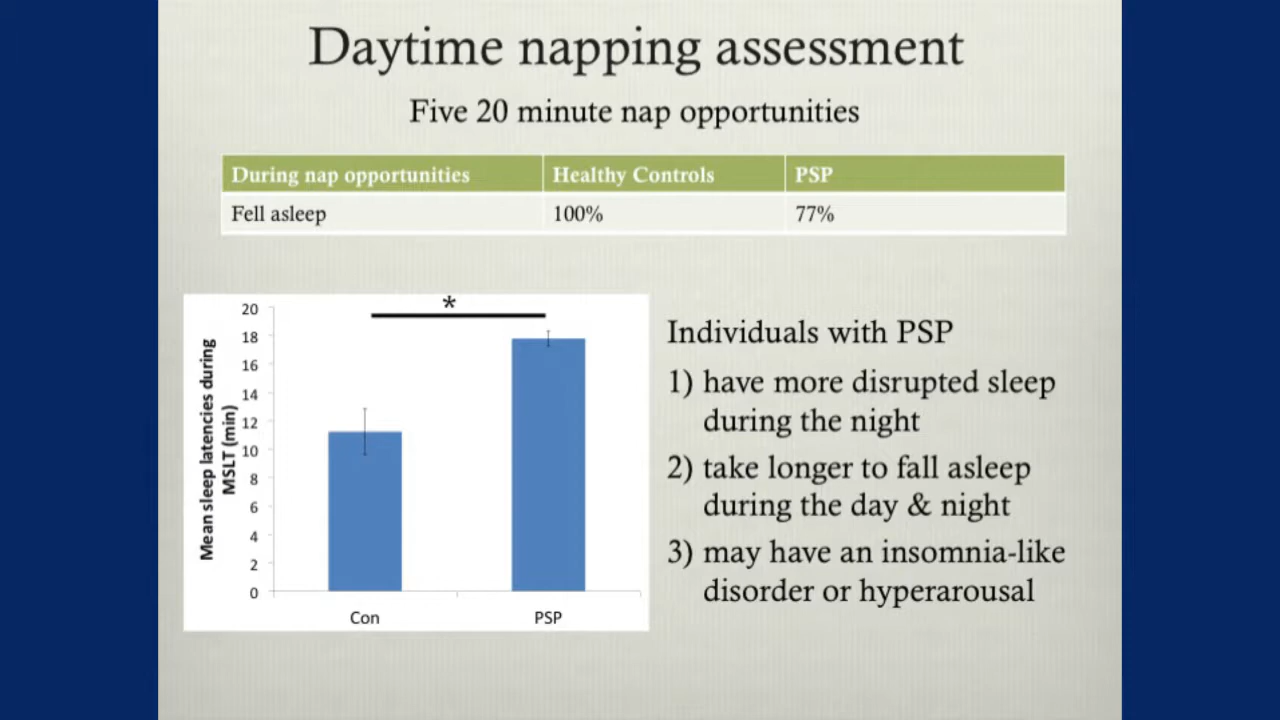 Daytime napping assessment
Five 20 minute nap opportunities
During nap opportunities Healthy Controls PSP
Fell asleep 100% 77%
Mean sleep latencies during
MSLT (min)
20
18
16
14
12
10
8
6
4
2
0
*
Con PSP
Individuals with PSP
1) have more disrupted sleep
during the night
2) take longer to fall asleep
during the day & night
3) may have an insomnia-like
disorder or hyperarousal